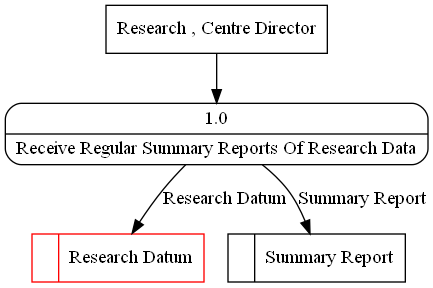 Research , Centre Director
1.0
Receive Regular Summary Reports Of Research Data
Research Datum
Summary Report
Research Datum
Summary Report